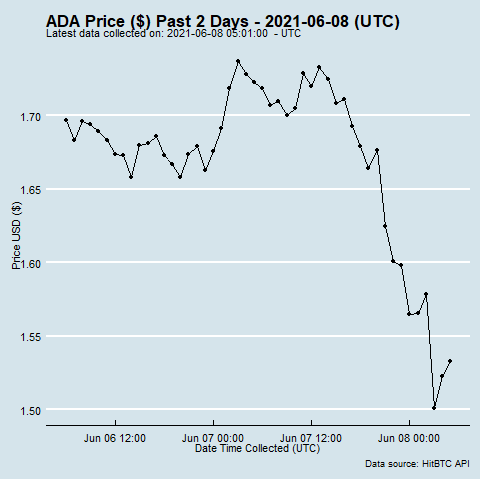 ADA Price ($) Past 2 Days - 2021-06-08 (UTC)
Latest data collected on: 2021-06-08 05:01:00  - UTC
1.70
1.65
1.60
1.55
1.50
Price USD ($)
Jun 06 12:00
Jun 07 00:00
Jun 07 12:00
Jun 08 00:00
Date Time Collected (UTC)
Data source: HitBTC API